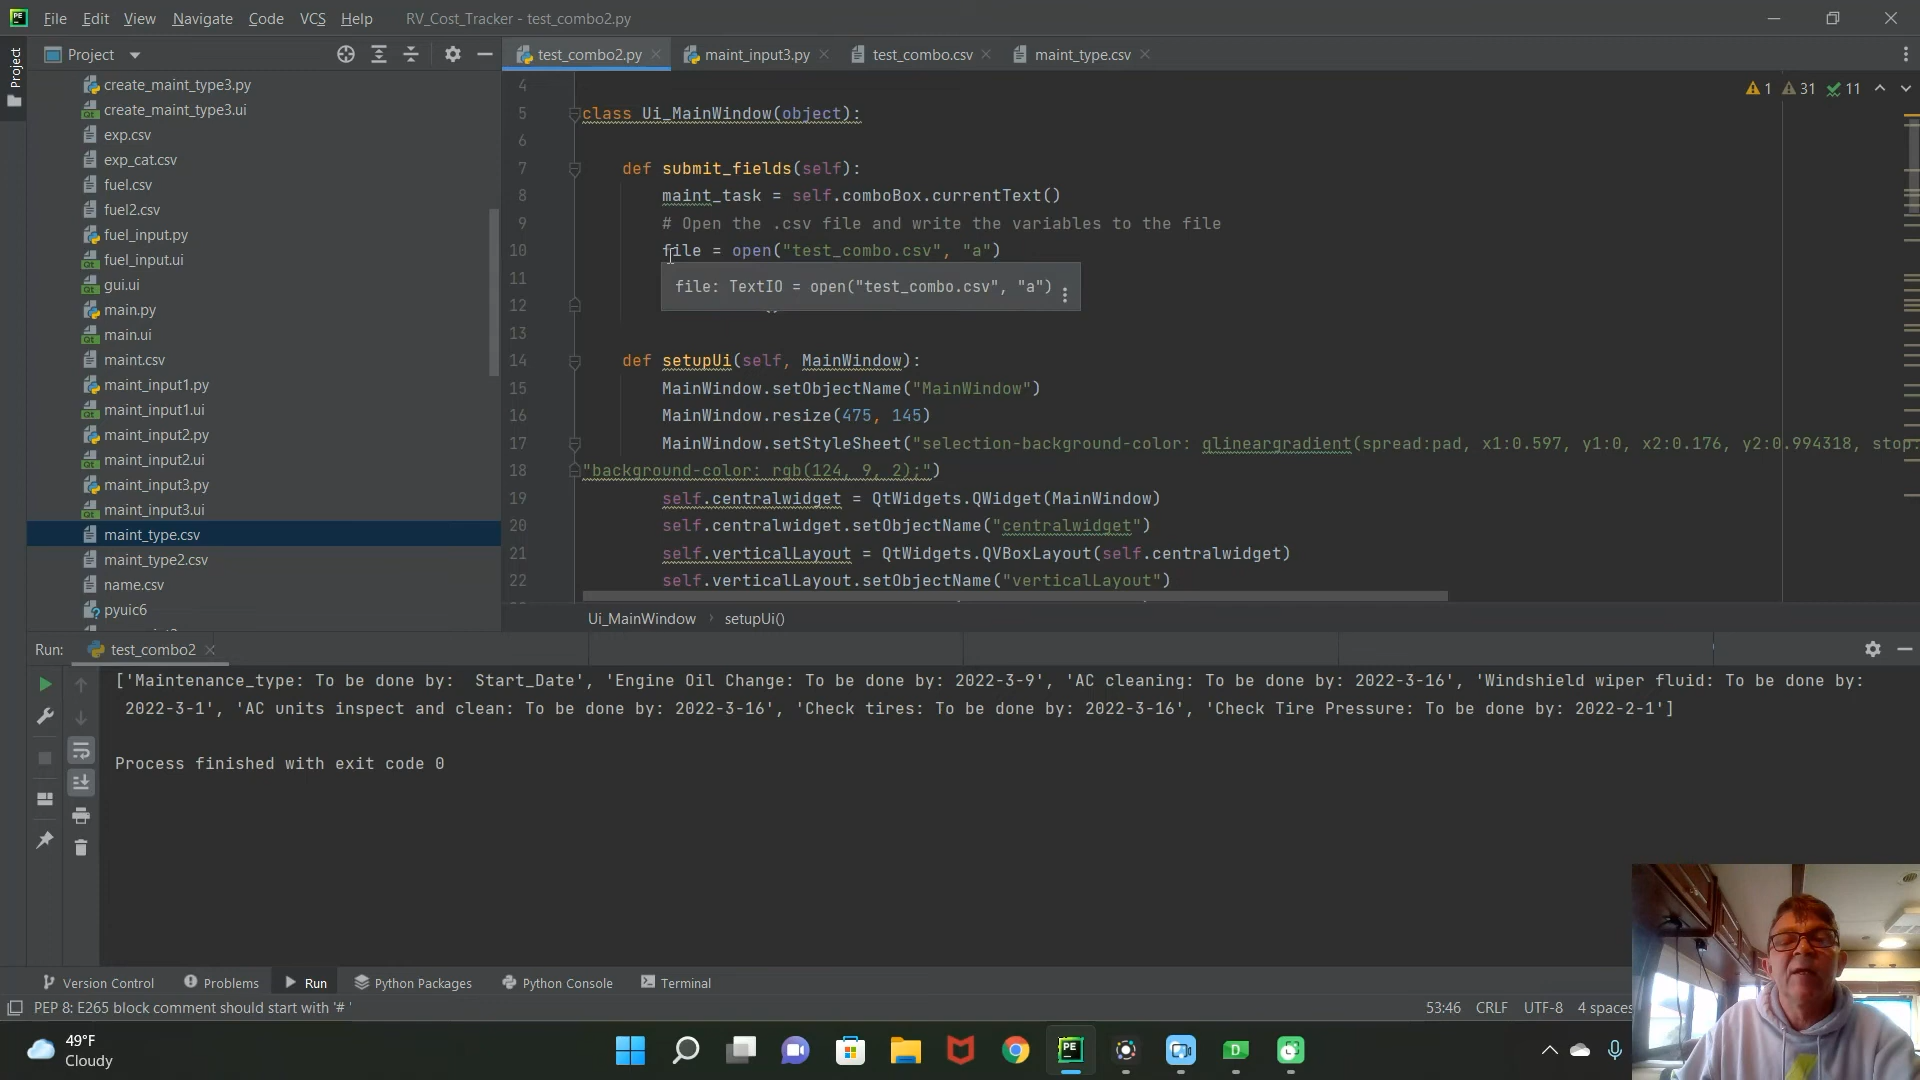 PE File Edit View Navigate Code VCS Help RV_Cost_Tracker - test_combo2.py
Project
Project
create_maint_type3.py
create_maint_type3.ui
exp.csv
exp_cat.csv
fuel.csv
fuel2.csv
fuel_input.py
fuel_input.ui
gui.ui
main.py
main.ui
maint.csv
maint_input1.py
maint_input1.ui
maint_input2.py
maint_input2.ui
maint_input3.py
maint_input3.ui
maint_type.csv
maint_type2.csv
name.csv
pyuic6
test_combo2.py maint_input3.py test_combo.csv maint_type.csv
1 31 11
4
5 class Ui_MainWindow(object):
6
7 def submit_fields(self):
8 maint_task = self.comboBox.currentText()
9 # Open the .csv file and write the variables to the file
10 file = open("test_combo.csv", "a")
11 file: TextIO = open("test_combo.csv", "a")
12
13
14 def setupUi(self, MainWindow):
15 MainWindow.setObjectName("MainWindow")
16 MainWindow.resize(475, 145)
17 MainWindow.setStyleSheet("selection-background-color: qlineargradient(spread:pad, x1:0.597, y1:0, x2:0.176, y2:0.994318, stop:
18 "background-color: rgb(124, 9, 2);")
19 self.centralwidget = QtWidgets.QWidget(MainWindow)
20 self.centralwidget.setObjectName("centralwidget")
21 self.verticalLayout = QtWidgets.QVBoxLayout(self.centralwidget)
22 self.verticalLayout.setObjectName("verticalLayout")
Ui_MainWindow › setupUi()
Run: test_combo2
['Maintenance_type: To be done by:  Start_Date', 'Engine Oil Change: To be done by: 2022-3-9', 'AC cleaning: To be done by: 2022-3-16', 'Windshield wiper fluid: To be done by:
2022-3-1', 'AC units inspect and clean: To be done by: 2022-3-16', 'Check tires: To be done by: 2022-3-16', 'Check Tire Pressure: To be done by: 2022-2-1']
Process finished with exit code 0
Version Control Problems Run Python Packages Python Console Terminal
PEP 8: E265 block comment should start with '# ' 53:46 CRLF UTF-8 4 spaces
49°F
Cloudy
PE
D